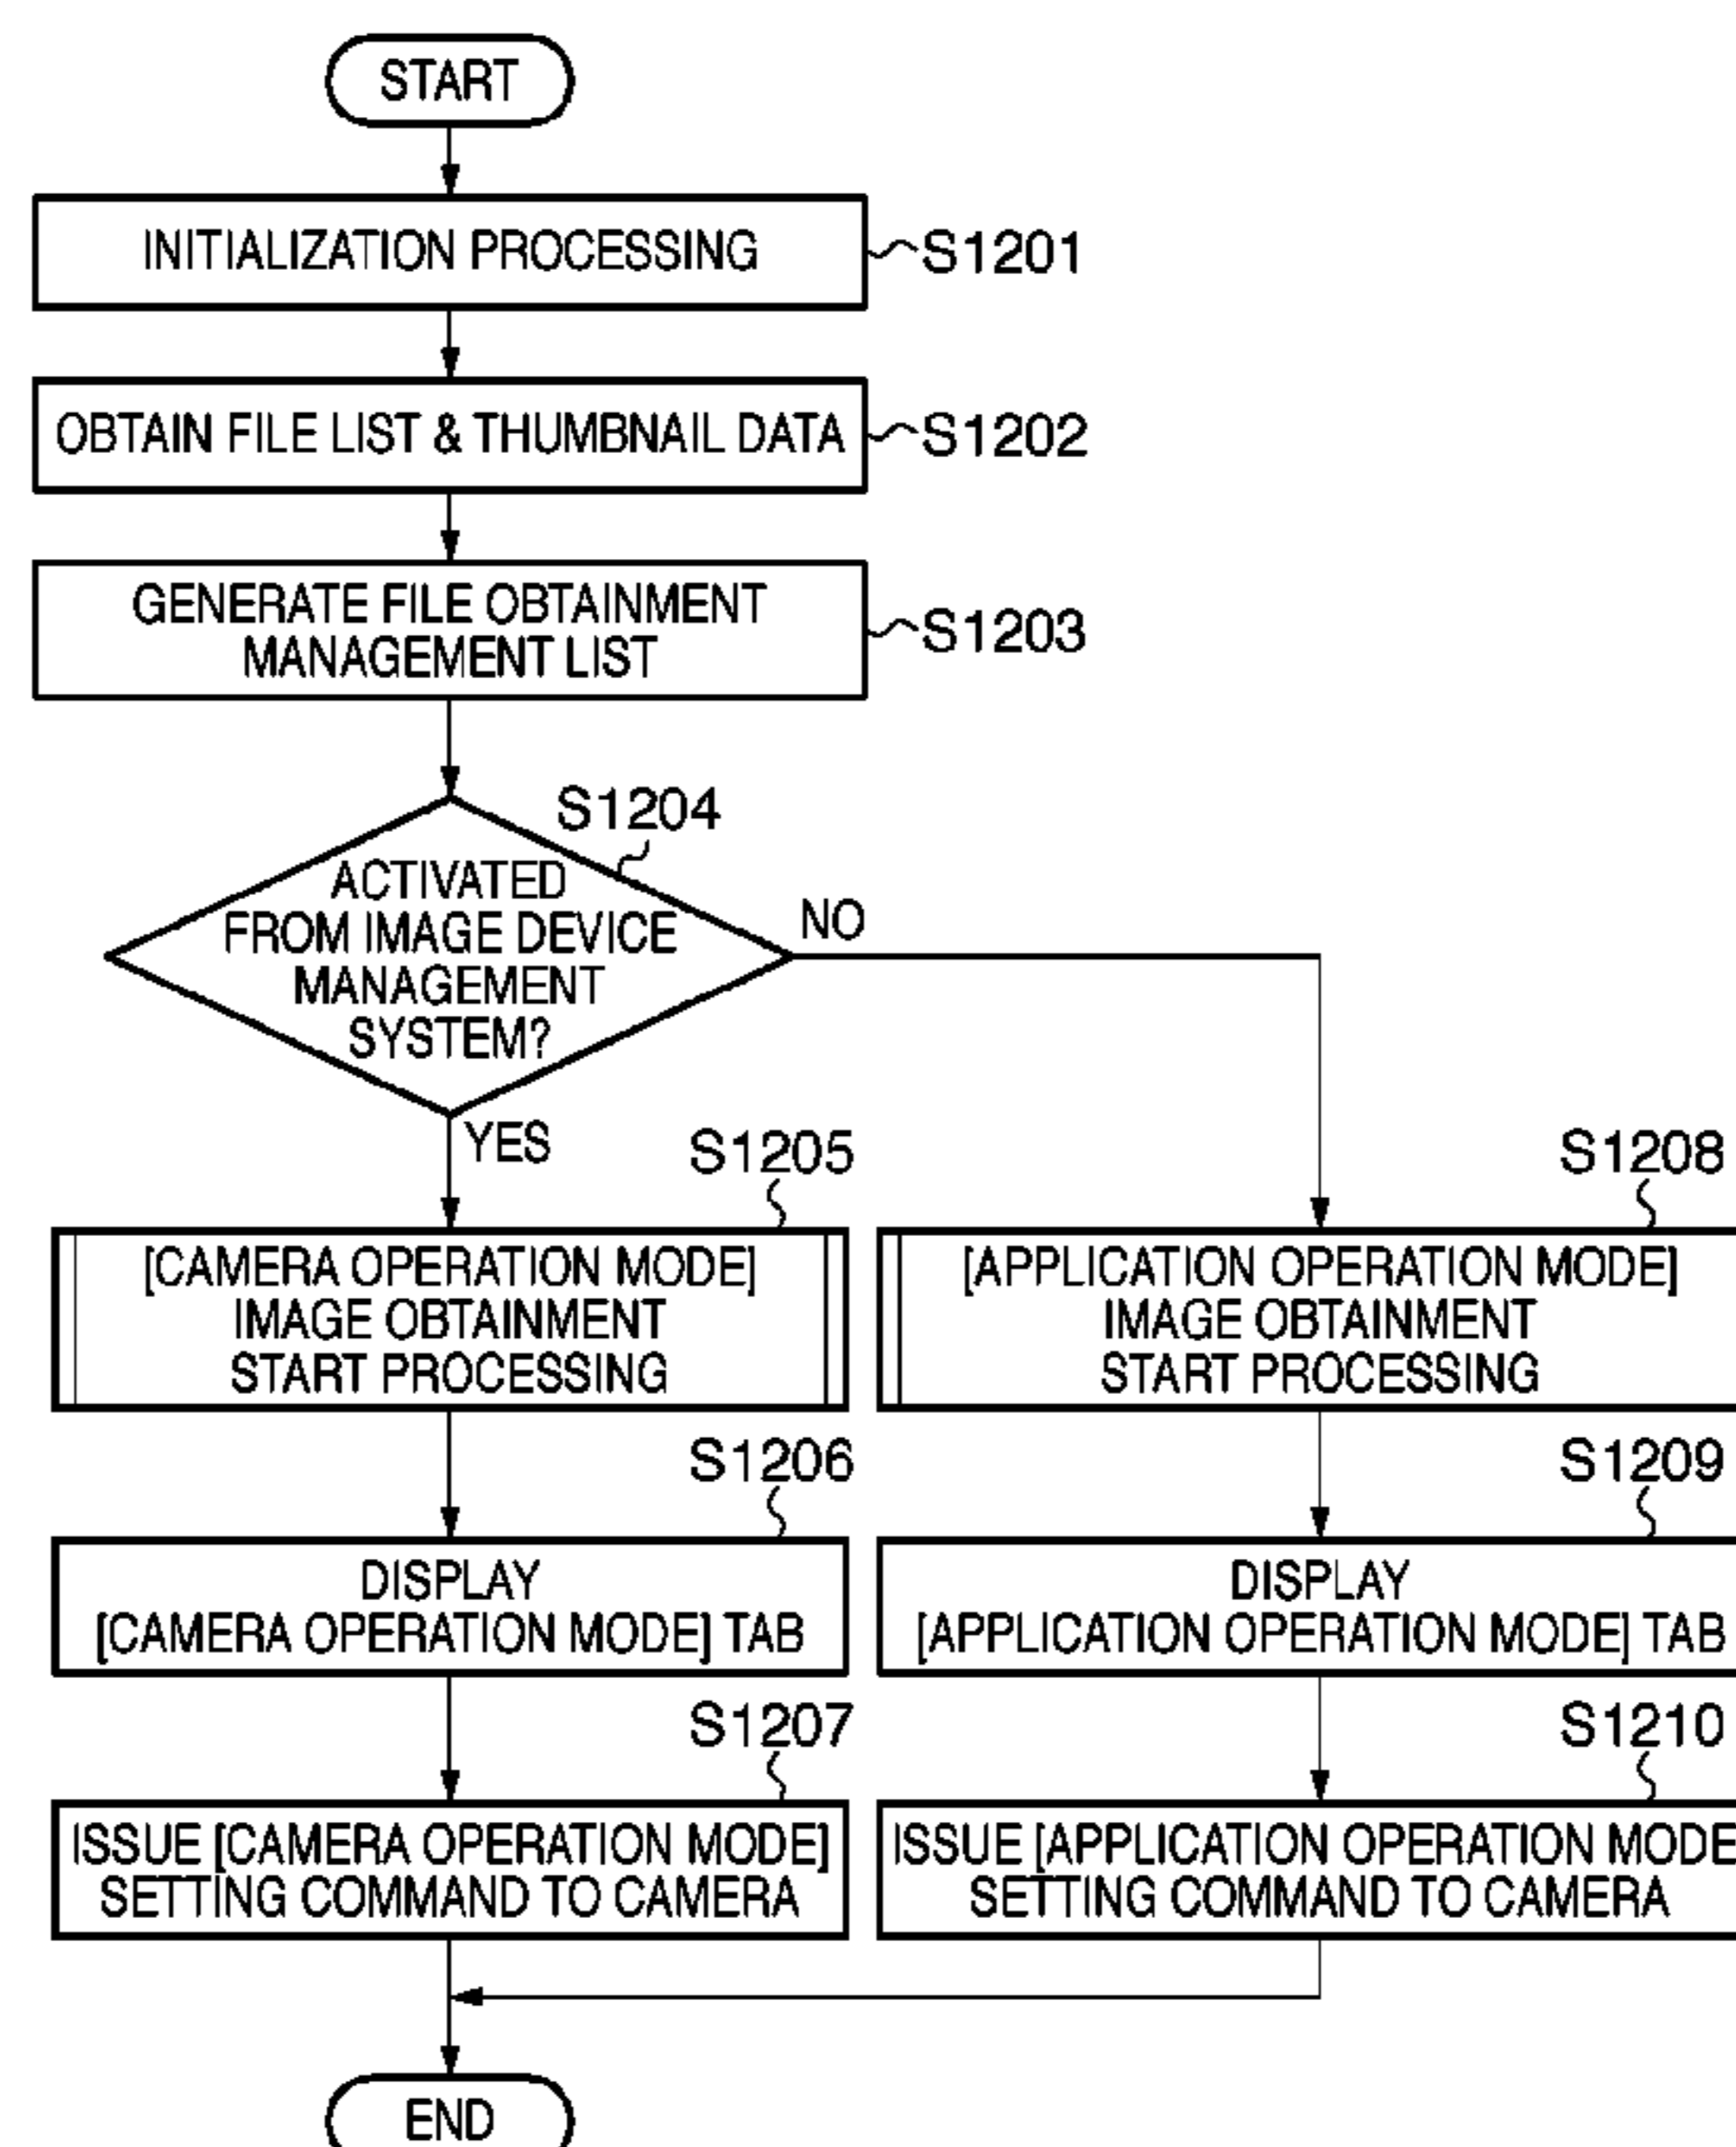 START
INITIALIZATION PROCESSING
S1201
OBTAIN FILE LIST & THUMBNAIL DATA
S1202
GENERATE FILE OBTAINMENT
MANAGEMENT LIST
S1203
S1204
ACTIVATED
FROM IMAGE DEVICE
MANAGEMENT
SYSTEM?
NO
YES
S1205
[CAMERA OPERATION MODE]
IMAGE OBTAINMENT
START PROCESSING
S1206
DISPLAY
[CAMERA OPERATION MODE] TAB
S1207
ISSUE [CAMERA OPERATION MODE]
SETTING COMMAND TO CAMERA
S1208
[APPLICATION OPERATION MODE]
IMAGE OBTAINMENT
START PROCESSING
S1209
DISPLAY
[APPLICATION OPERATION MODE] TAB
S1210
ISSUE [APPLICATION OPERATION MODE
SETTING COMMAND TO CAMERA
END